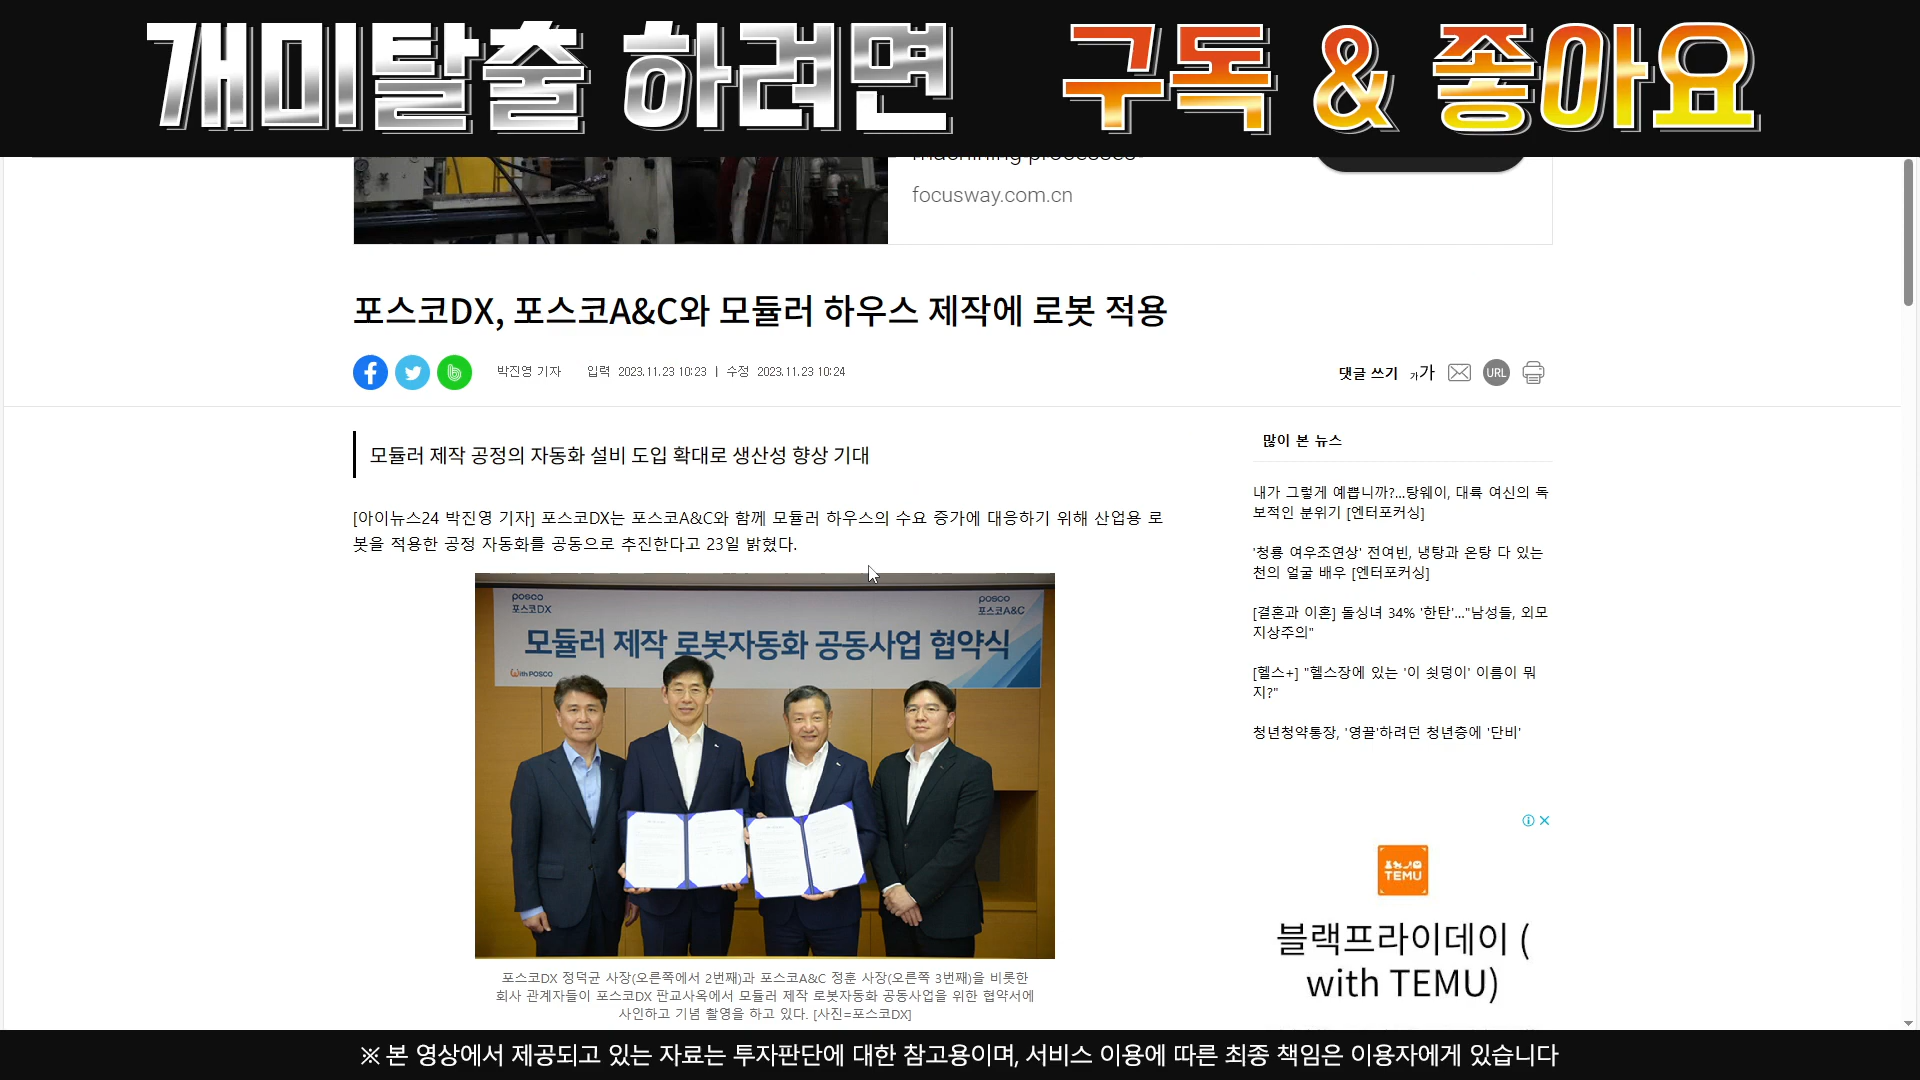 개미탈출 하려면 구독 & 좋아요
machining processes
focusway.com.cn
포스코DX, 포스코A&C와 모듈러 하우스 제작에 로봇 적용
박진영 기자 입력 2023.11.23 10:23 | 수정 2023.11.23 10:24
댓글 쓰기 가가 URL
모듈러 제작 공정의 자동화 설비 도입 확대로 생산성 향상 기대
[아이뉴스24 박진영 기자] 포스코DX는 포스코A&C와 함께 모듈러 하우스의 수요 증가에 대응하기 위해 산업용 로
봇을 적용한 공정 자동화를 공동으로 추진한다고 23일 밝혔다.
posco
포스코DX
posco
포스코A&C
모듈러 제작 로봇자동화 공동사업 협약식
With POSCO
포스코DX 정덕균 사장(오른쪽에서 2번째)과 포스코A&C 정훈 사장(오른쪽 3번째)을 비롯한
회사 관계자들이 포스코DX 판교사옥에서 모듈러 제작 로봇자동화 공동사업을 위한 협약서에
사인하고 기념 촬영을 하고 있다. [사진=포스코DX]
많이 본 뉴스
내가 그렇게 예쁩니까?…탕웨이, 대륙 여신의 독
보적인 분위기 [엔터포커싱]
'청룡 여우조연상' 전여빈, 냉탕과 온탕 다 있는
천의 얼굴 배우 [엔터포커싱]
[결혼과 이혼] 돌싱녀 34% '한탄'…"남성들, 외모
지상주의"
[헬스+] "헬스장에 있는 '이 쇳덩이' 이름이 뭐
지?"
청년청약통장, '영끌'하려던 청년층에 '단비'
TEMU
블랙프라이데이 (
with TEMU)
※ 본 영상에서 제공되고 있는 자료는 투자판단에 대한 참고용이며, 서비스 이용에 따른 최종 책임은 이용자에게 있습니다